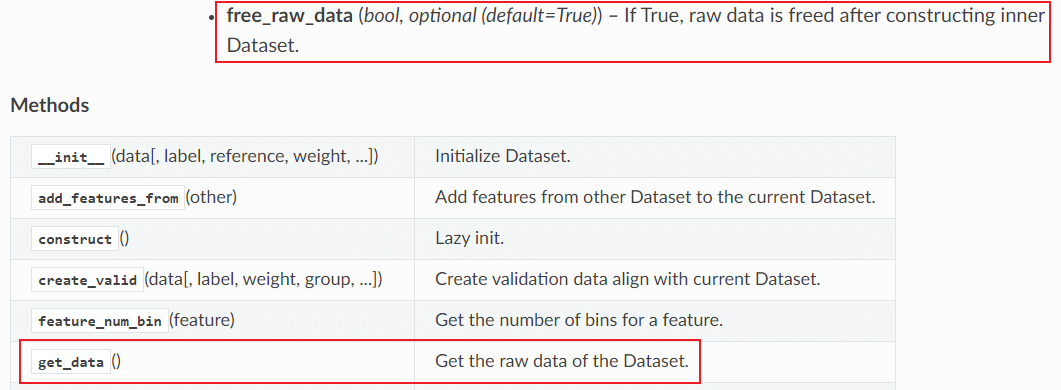 • free_raw_data (bool, optional (default=True)) – If True, raw data is freed after constructing inner
Dataset.
Methods
__init__(data[, label, reference, weight, ...]) Initialize Dataset.
add_features_from(other) Add features from other Dataset to the current Dataset.
construct() Lazy init.
create_valid(data[, label, weight, group, ...]) Create validation data align with current Dataset.
feature_num_bin(feature) Get the number of bins for a feature.
get_data() Get the raw data of the Dataset.